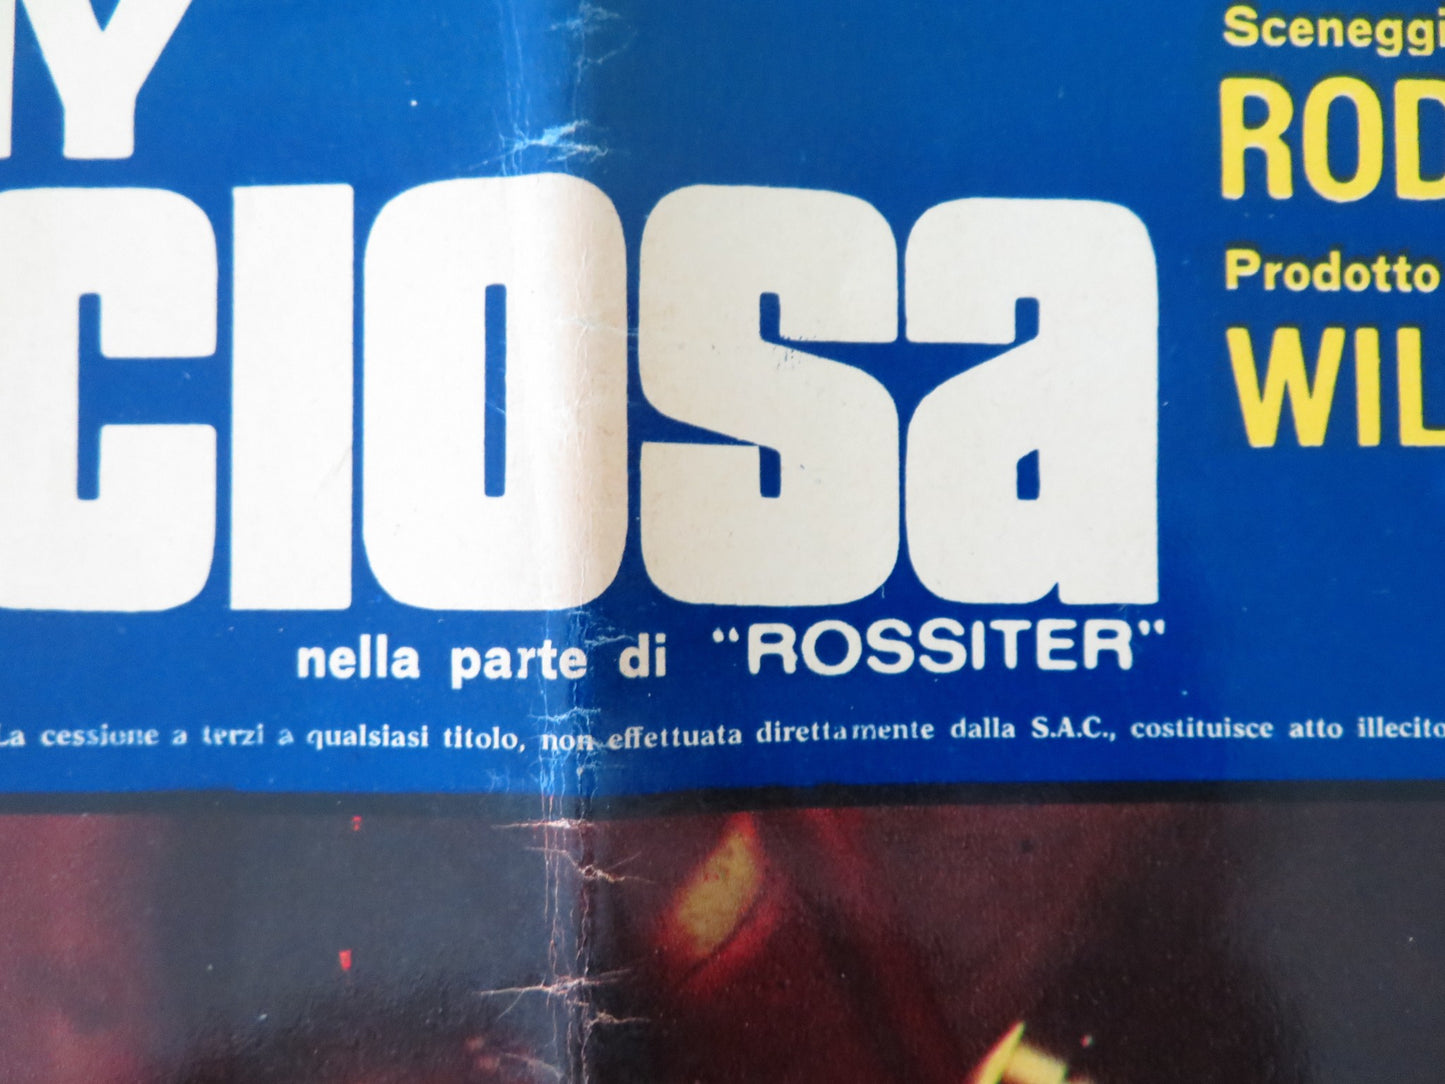 Sceneggi
ROD
Prodotto
WIL
CIOSa
nella parte di "ROSSITER"
La cessione a terzi a qualsiasi titolo, non effettuata direttamente dalla S.A.C., costituisce atto illecito